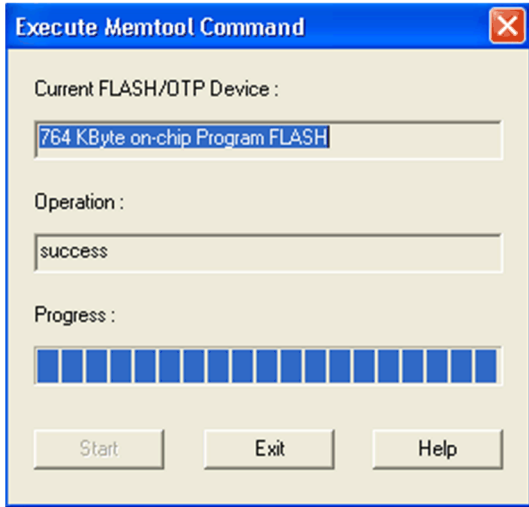 Execute Memtool Command
Current FLASH/OTP Device :
764 KByte on-chip Program FLASH
Operation :
success
Progress :
Start Exit Help